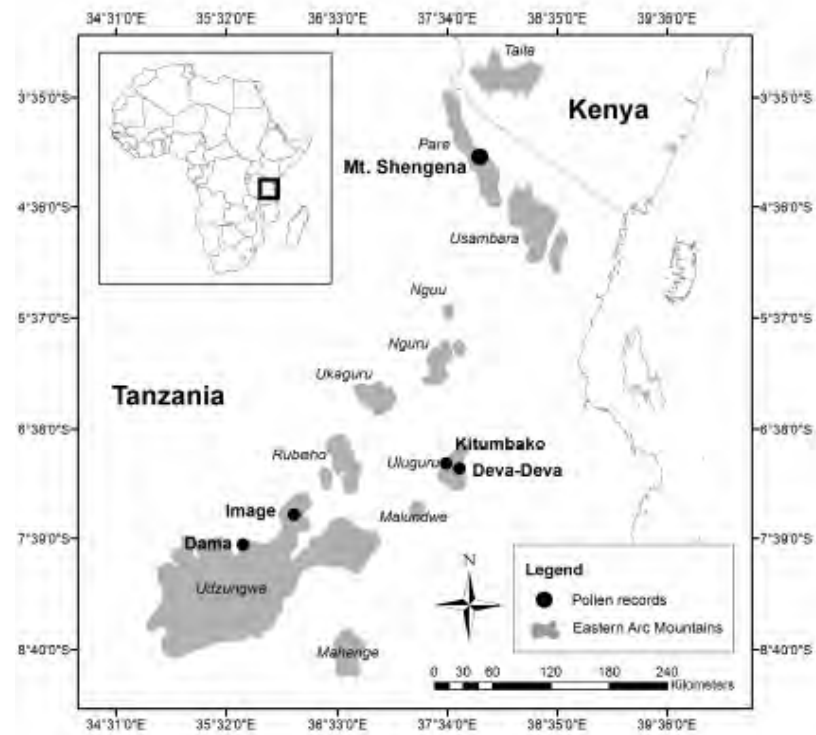 34°31'0"E 35°32'0"E 36°33'0"E 37°34'0"E 38°35'0"E 39°36'0"E
Taita
3°35'0"S 3°35'0"S
Kenya
Pare
Mt. Shengena
4°36'0"S 4°36'0"S
Usambara
Nguu
5°37'0"S 5°37'0"S
Nguru
Ukaguru
Tanzania
6°38'0"S 6°38'0"S
Kitumbako
Rubeho Uluguru
Deva-Deva
Image Malundwe
7°39'0"S 7°39'0"S
Dama
N
Legend
Udzungwa
Pollen records
Eastern Arc Mountains
8°40'0"S 8°40'0"S
Mahenge
0 15 30 60 120 180 240
Kilometers
34°31'0"E 35°32'0"E 36°33'0"E 37°34'0"E 38°35'0"E 39°36'0"E